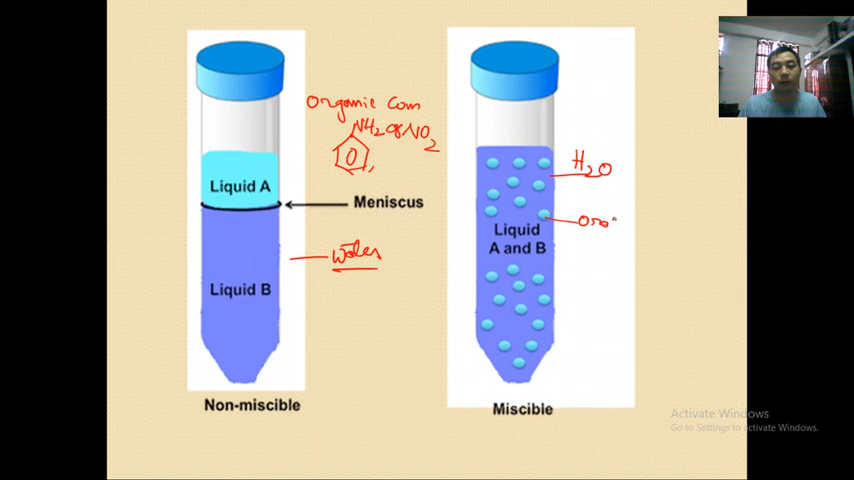 Organic Com
NH2 or NO2
Liquid A
Meniscus
water
Liquid B
Non-miscible
H2O
Liquid
A and B
Miscible
Activate Windows
Go to Settings to activate Windows.